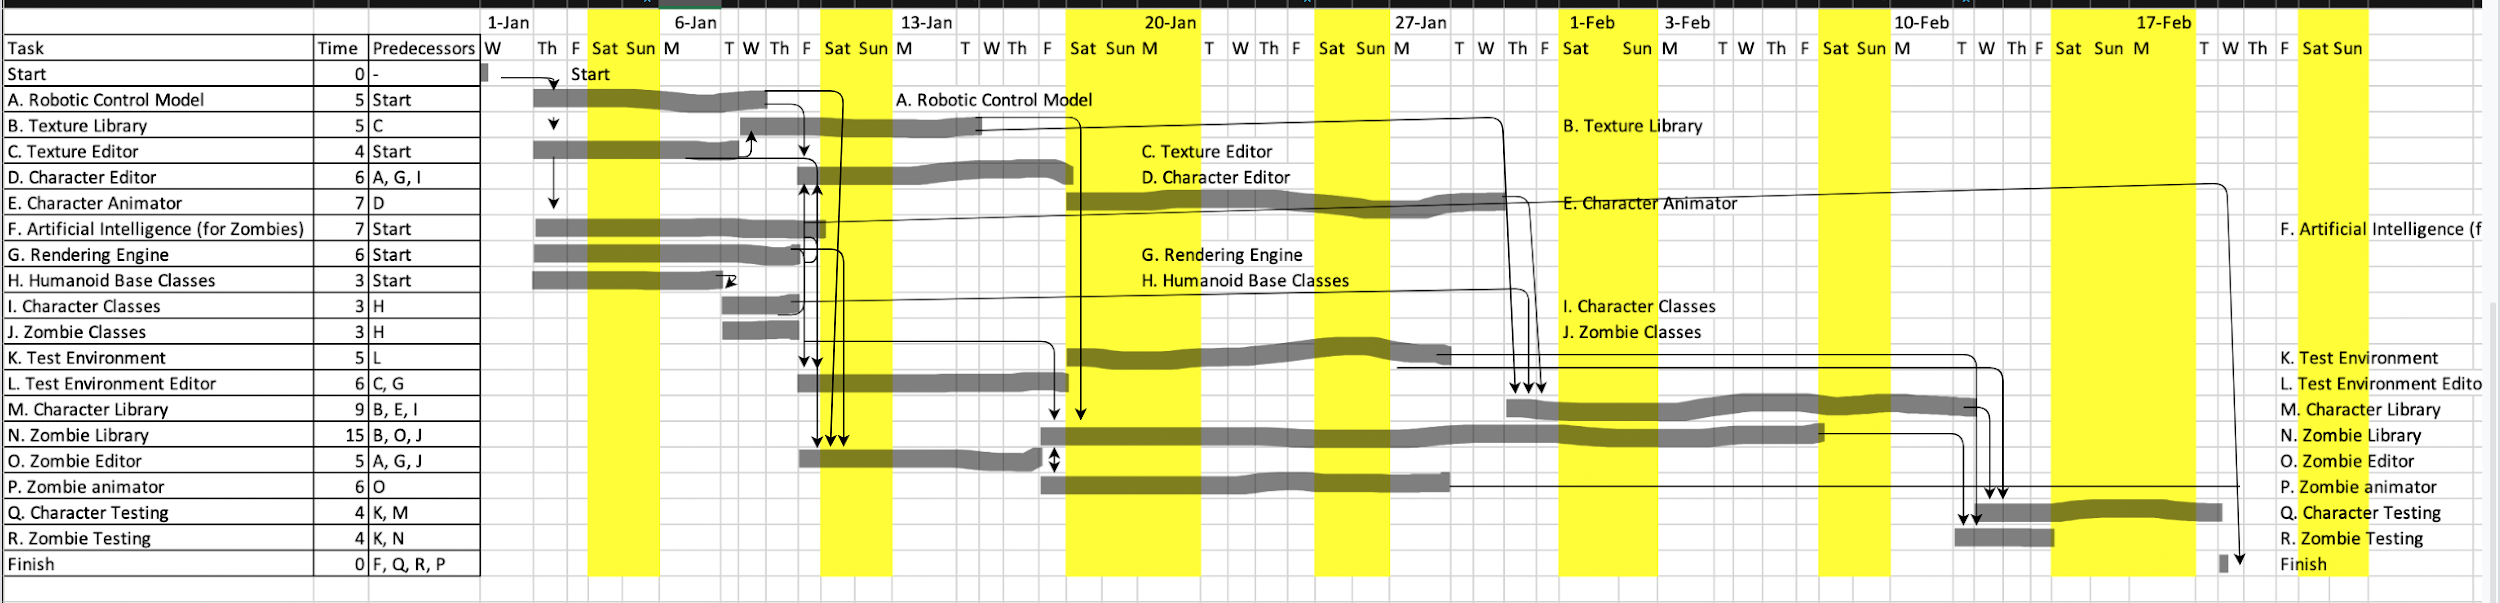 1-Jan 6-Jan 13-Jan 20-Jan 27-Jan 1-Feb 3-Feb 10-Feb 17-Feb
Task Time Predecessors W Th F Sat Sun M T W Th F Sat Sun M T W Th F Sat Sun M T W Th F Sat Sun M T W Th F Sat Sun M T W Th F Sat Sun M T W Th F Sat Sun M T W Th F Sat Sun
Start 0 - Start
A. Robotic Control Model 5 Start A. Robotic Control Model
B. Texture Library 5 C B. Texture Library
C. Texture Editor 4 Start C. Texture Editor
D. Character Editor 6 A, G, I D. Character Editor
E. Character Animator 7 D E. Character Animator
F. Artificial Intelligence (for Zombies) 7 Start F. Artificial Intelligence (f
G. Rendering Engine 6 Start G. Rendering Engine
H. Humanoid Base Classes 3 Start H. Humanoid Base Classes
I. Character Classes 3 H I. Character Classes
J. Zombie Classes 3 H J. Zombie Classes
K. Test Environment 5 L K. Test Environment
L. Test Environment Editor 6 C, G L. Test Environment Edito
M. Character Library 9 B, E, I M. Character Library
N. Zombie Library 15 B, O, J N. Zombie Library
O. Zombie Editor 5 A, G, J O. Zombie Editor
P. Zombie animator 6 O P. Zombie animator
Q. Character Testing 4 K, M Q. Character Testing
R. Zombie Testing 4 K, N R. Zombie Testing
Finish 0 F, Q, R, P Finish